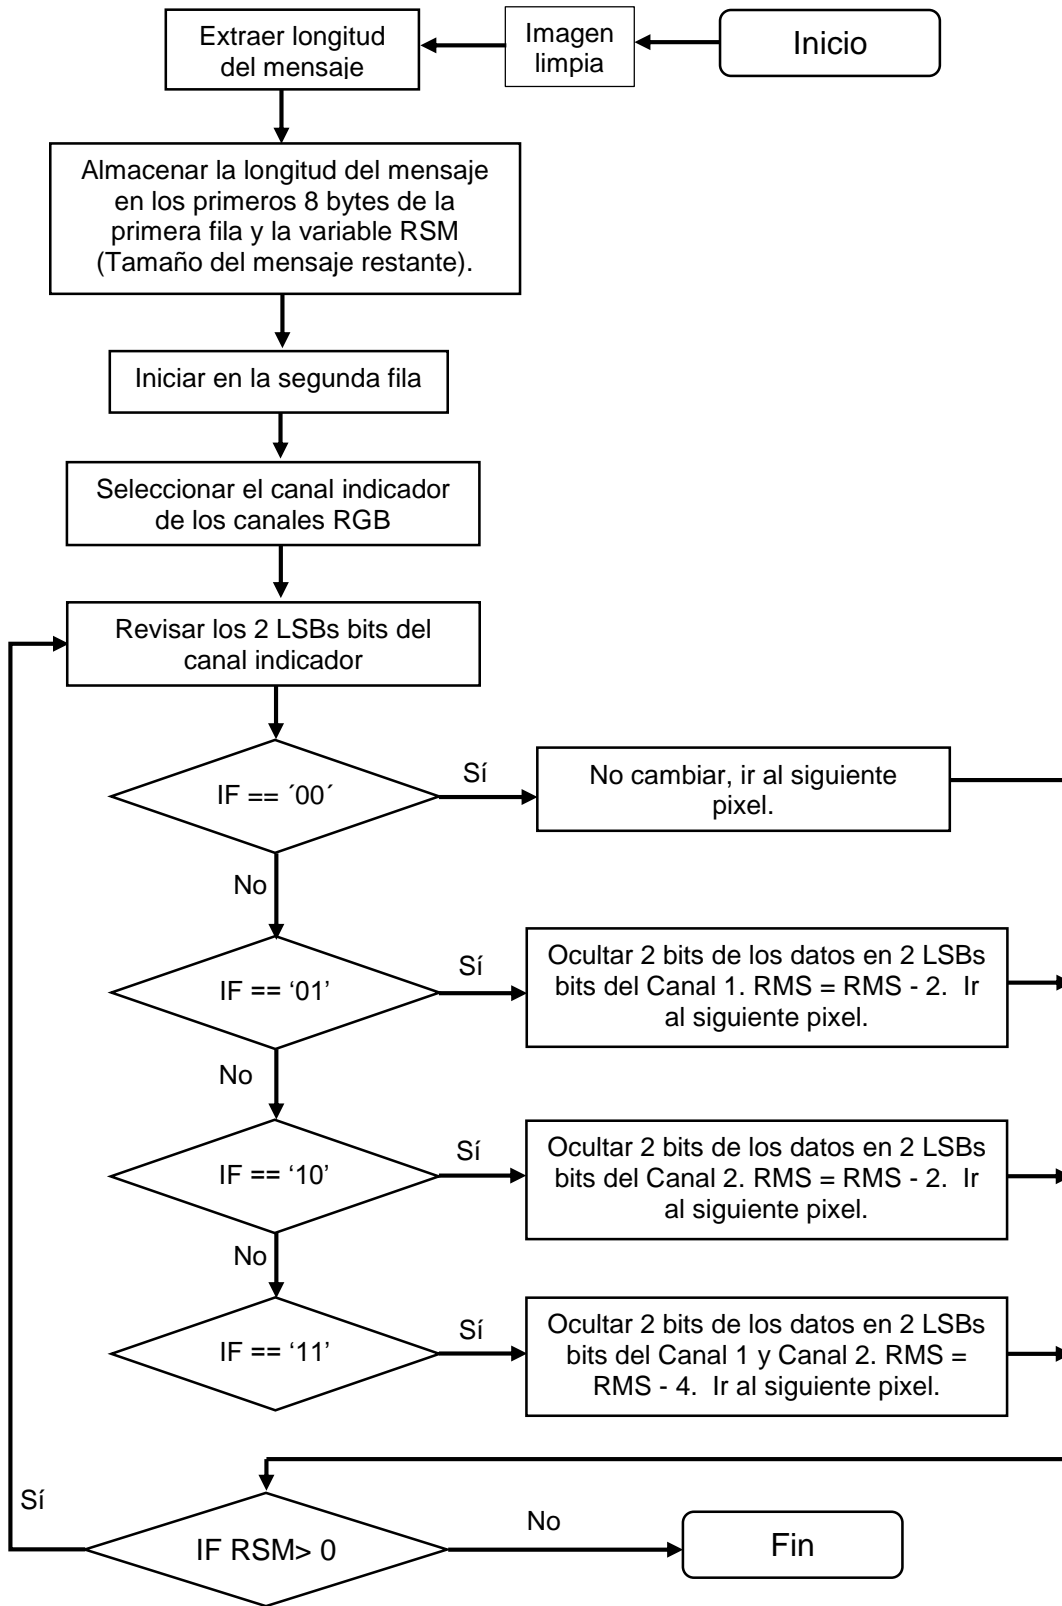 Inicio
Imagen
limpia
Extraer longitud
del mensaje
Almacenar la longitud del mensaje
en los primeros 8 bytes de la
primera fila y la variable RSM
(Tamaño del mensaje restante).
Iniciar en la segunda fila
Seleccionar el canal indicador
de los canales RGB
Revisar los 2 LSBs bits del
canal indicador
IF == ´00´
Sí
No cambiar, ir al siguiente
pixel.
No
IF == ‘01’
Sí
Ocultar 2 bits de los datos en 2 LSBs
bits del Canal 1. RMS = RMS - 2. Ir
al siguiente pixel.
No
IF == ‘10’
Sí
Ocultar 2 bits de los datos en 2 LSBs
bits del Canal 2. RMS = RMS - 2. Ir
al siguiente pixel.
No
IF == ‘11’
Sí
Ocultar 2 bits de los datos en 2 LSBs
bits del Canal 1 y Canal 2. RMS =
RMS - 4. Ir al siguiente pixel.
Sí
IF RSM> 0
No
Fin